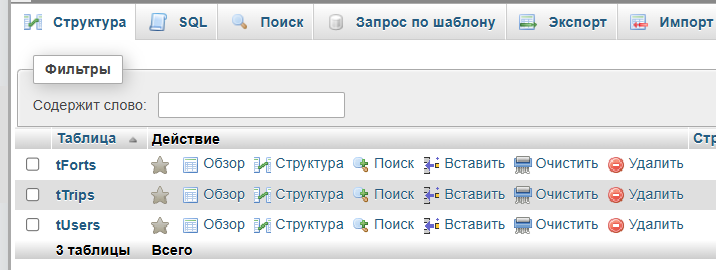 Структура SQL Поиск Запрос по шаблону Экспорт Импорт
Фильтры
Содержит слово:
Таблица Действие
tForts Обзор Структура Поиск Вставить Очистить Удалить
tTrips Обзор Структура Поиск Вставить Очистить Удалить
tUsers Обзор Структура Поиск Вставить Очистить Удалить
3 таблицы Всего